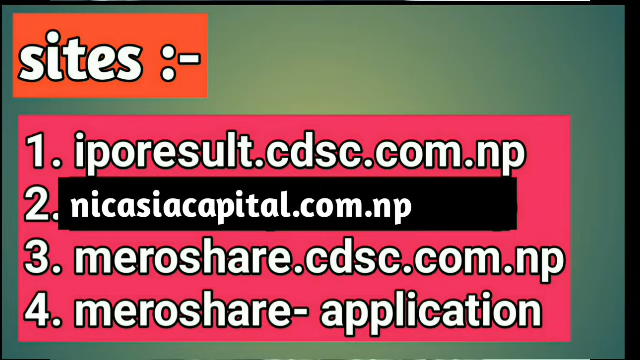 sites :-
1. iporesult.cdsc.com.np
2. nicasiacapital.com.np
3. meroshare.cdsc.com.np
4. meroshare- application